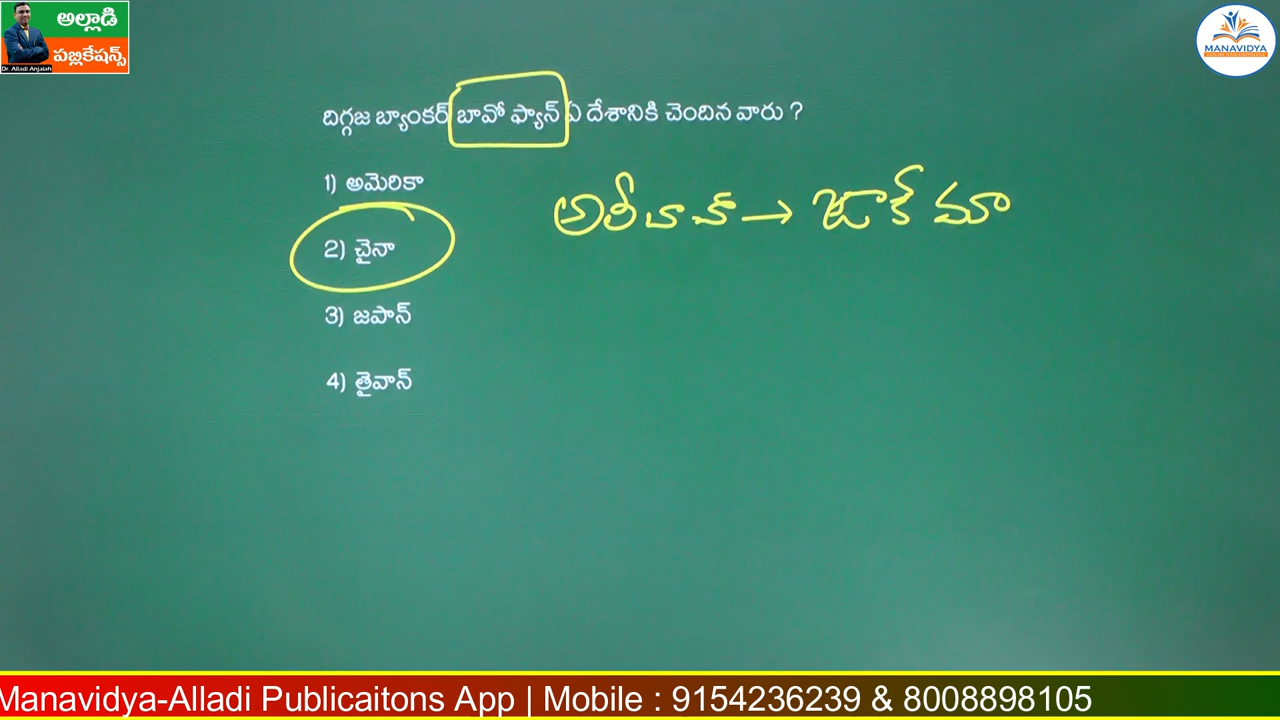 అల్లాడి
పబ్లికేషన్స్
Dr. Alladi Anjaiah
MANAVIDYA
దిగ్గజ బ్యాంకర్ బావో ఫ్యాన్ ఏ దేశానికి చెందిన వారు ?
1) అమెరికా
అలీబాబా → జాక్ మా
2) చైనా
3) జపాన్
4) తైవాన్
Manavidya-Alladi Publicaitons App | Mobile : 9154236239 & 8008898105